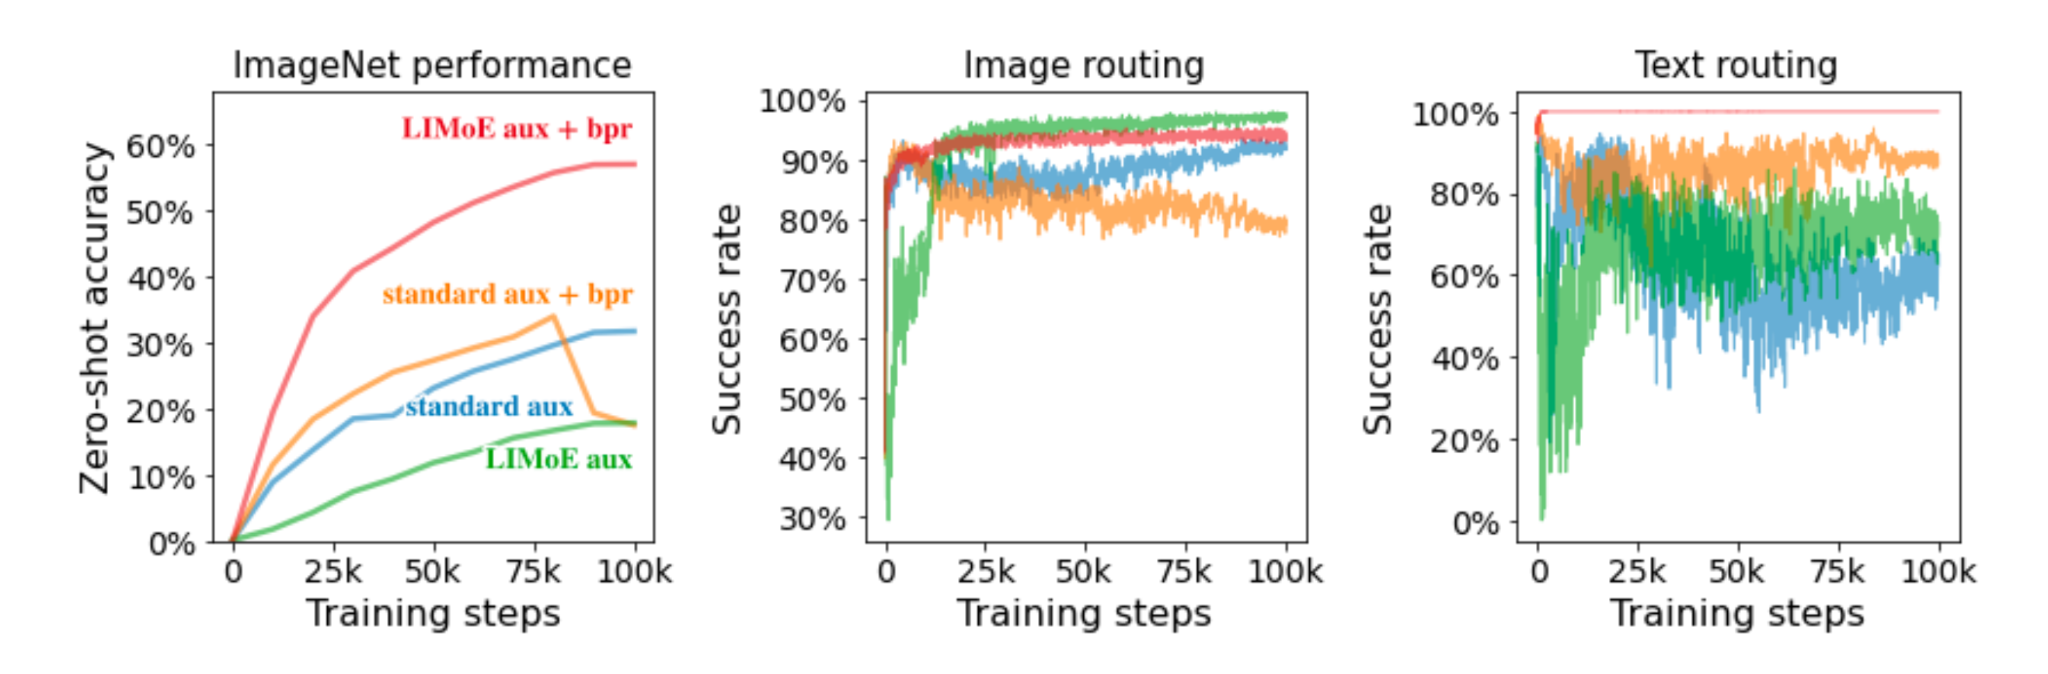 ImageNet performance
Zero-shot accuracy
60%
50%
40%
30%
20%
10%
0%
LIMoE aux + bpr
standard aux + bpr
standard aux
LIMoE aux
0 25k 50k 75k 100k
Training steps
Image routing
Success rate
100%
90%
80%
70%
60%
50%
40%
30%
0 25k 50k 75k 100k
Training steps
Text routing
Success rate
100%
80%
60%
40%
20%
0%
0 25k 50k 75k 100k
Training steps